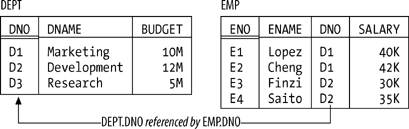 DEPT EMP
DNO DNAME BUDGET ENO ENAME DNO SALARY
D1 Marketing 10M E1 Lopez D1 40K
D2 Development 12M E2 Cheng D1 42K
D3 Research 5M E3 Finzi D2 30K
E4 Saito D2 35K
DEPT.DNO referenced by EMP.DNO